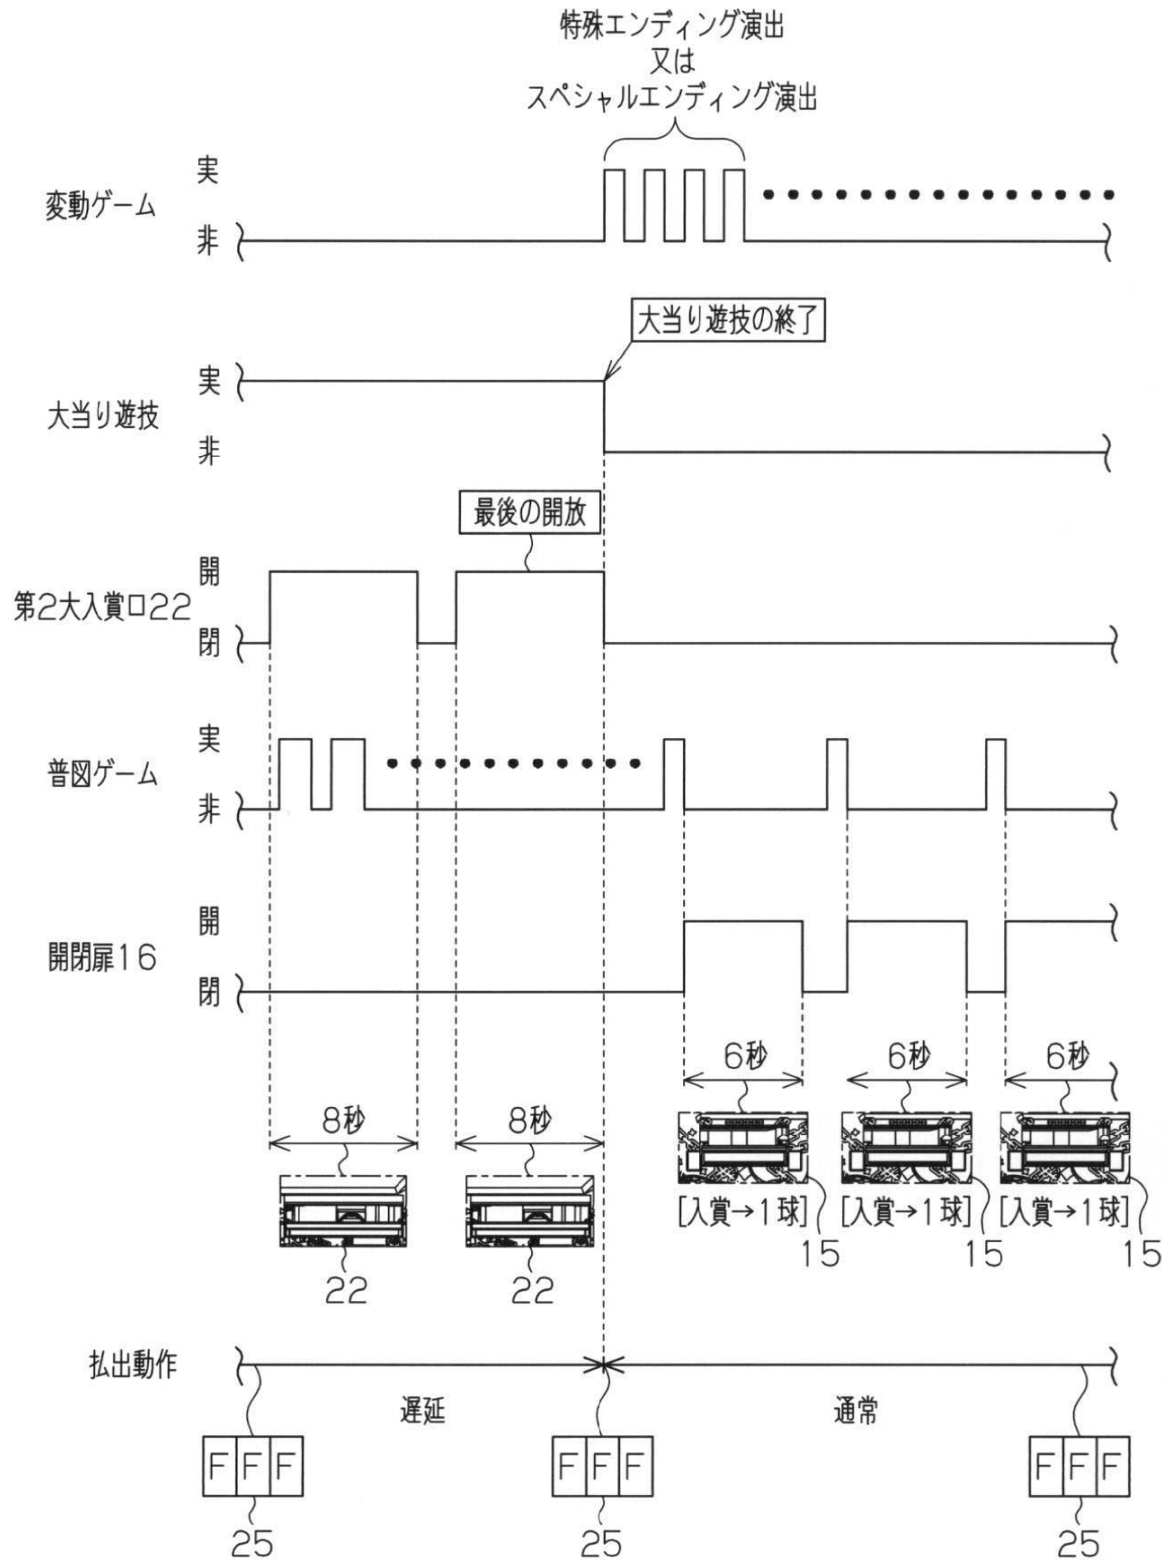 特殊エンディング演出
又は
スペシャルエンディング演出
実
変動ゲーム
非
大当り遊技の終了
実
大当り遊技
非
最後の開放
開
第2大入賞口22
閉
実
普図ゲーム
非
開
開閉扉16
閉
6秒 6秒 6秒
8秒 8秒
[入賞→1球] [入賞→1球] [入賞→1球]
15 15 15
22 22
払出動作
遅延 通常
F F F F F F F F F
25 25 25